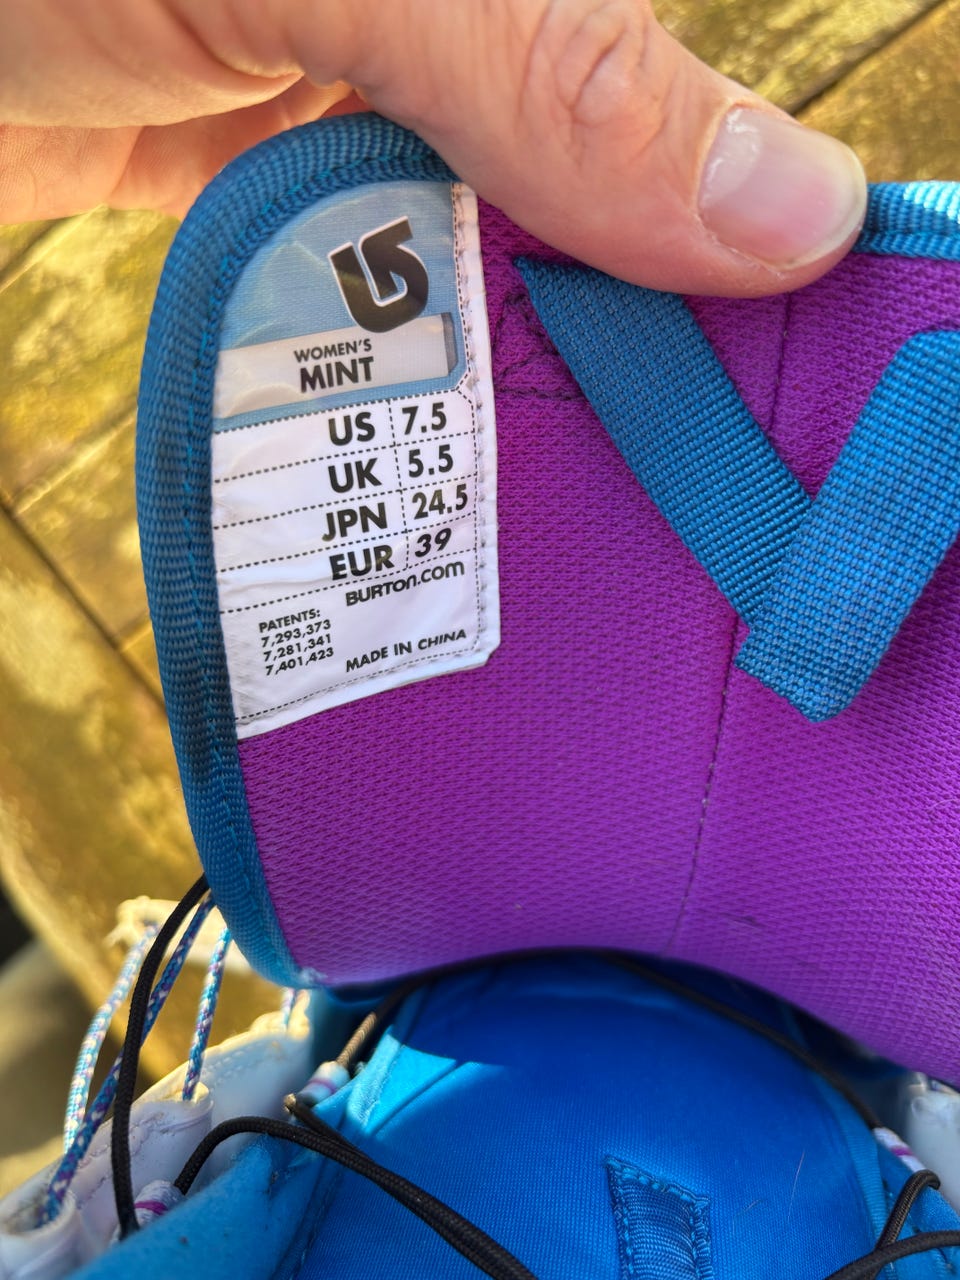 WOMEN'S
MINT
US 7.5
UK 5.5
JPN 24.5
EUR 39
BURTON.COM
PATENTS:
7,293,373
7,281,341
7,401,423
MADE IN CHINA